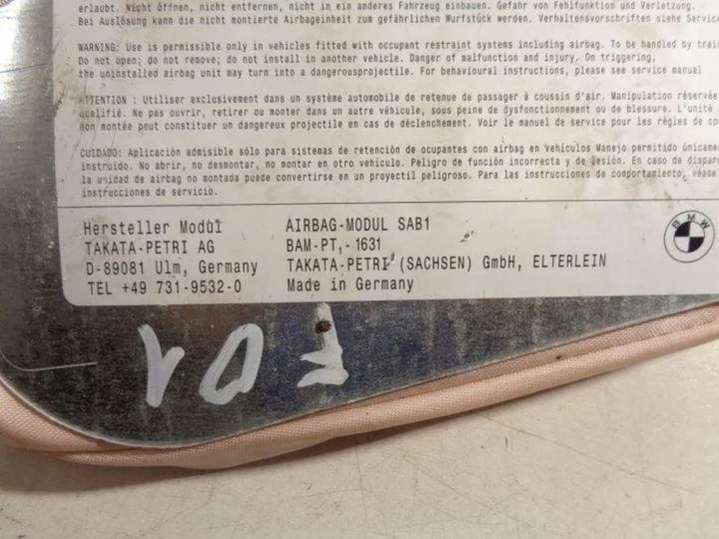 erlaubt. Nicht öffnen, nicht entfernen, nicht in ein anderes Fahrzeug einbauen. Gefahr von Fehlfunktion und Verletzung.
Bei Auslösung kann die nicht montierte Airbageinheit zum gefährlichen Wurfstück werden. Verhaltensvorschriften siehe Servic
WARNING: Use is permissible only in vehicles fitted with occupant restraint systems including airbag. To be handled by trai
Do not open; do not remove; do not install in another vehicle. Danger of malfunction and injury. On triggering,
the uninstalled airbag unit may turn into a dangerousprojectile. For behavioural instructions, please see service manual
ATTENTION : Utiliser exclusivement dans un système automobile de retenue de passager à coussin d'air. Manipulation réservée
qualifié. Ne pas ouvrir, retirer ou monter dans un autre véhicule, sous peine de dysfonctionnement ou de blessure. L'unité
non montée peut constituer un dangereux projectile en cas de déclenchement. Voir le manuel de service pour les règles de co
CUIDADO: Aplicación admisible sólo para sistemas de retención de ocupantes con airbag en Vehículos Manejo permitido únicamen
instruido. No abrir, no desmontar, no montar en otro vehículo. Peligro de función incorrecta y de lesión. En caso de dispar
la unidad de airbag no montada puede convertirse en un proyectil peligroso. Para las instrucciones de comportamiento, véase
instrucciones de servicio.
Hersteller Modul AIRBAG-MODUL SAB1
TAKATA-PETRI AG BAM-PT,-1631
D-89081 Ulm, Germany TAKATA-PETRI (SACHSEN) GmbH, ELTERLEIN
TEL +49 731-9532-0 Made in Germany
BMW